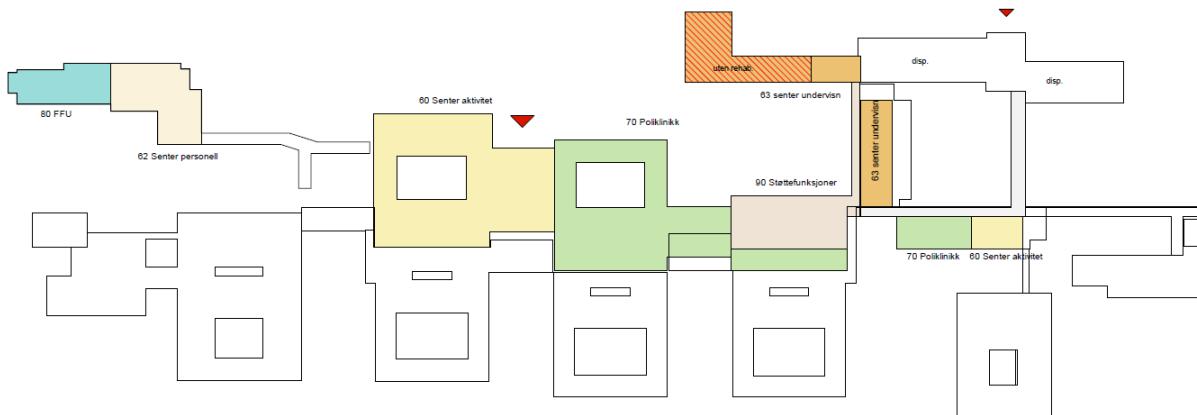 disp.
uten rehab.
disp.
63 senter undervisn
60 Senter aktivitet
80 FFU
70 Poliklinikk
63 senter undervisn
62 Senter personell
90 Støttefunksjoner
70 Poliklinikk
60 Senter aktivitet